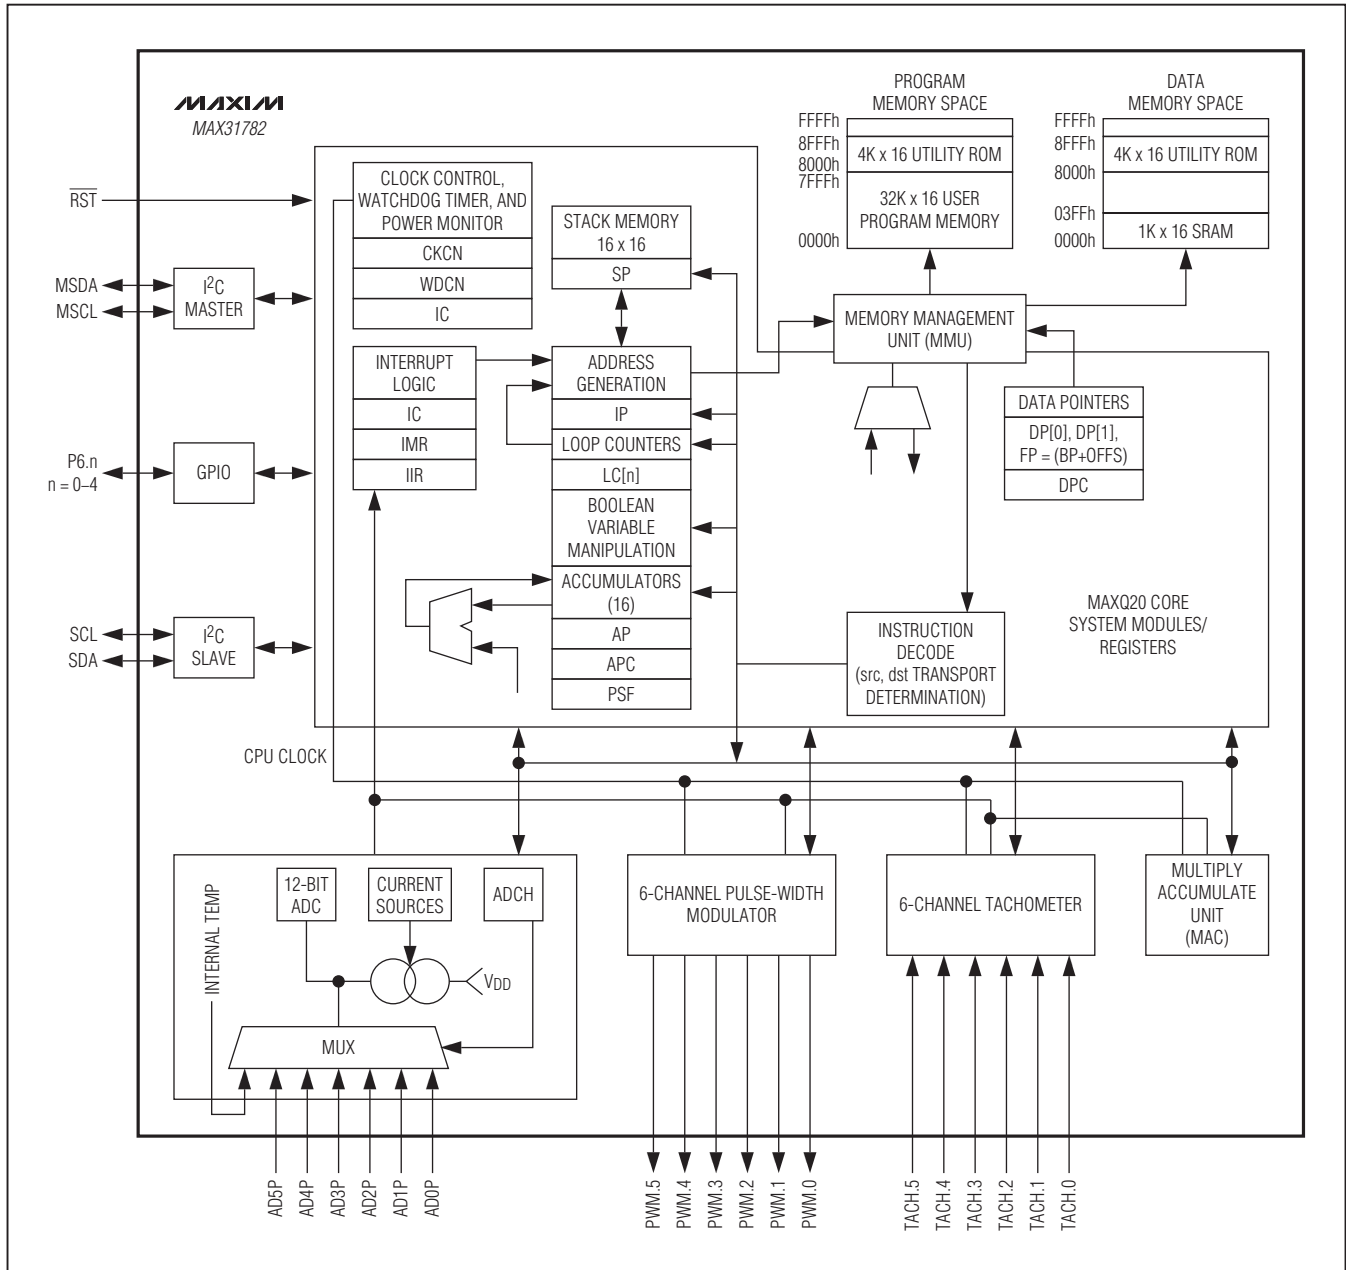 MAXIM
MAX31782
PROGRAM
MEMORY SPACE
FFFFh
8FFFh
8000h
7FFFh
0000h
4K x 16 UTILITY ROM
32K x 16 USER
PROGRAM MEMORY
DATA
MEMORY SPACE
FFFFh
8FFFh
8000h
03FFh
0000h
4K x 16 UTILITY ROM
1K x 16 SRAM
RST
MSDA
MSCL
I2C
MASTER
P6.n
n = 0–4
GPIO
SCL
SDA
I2C
SLAVE
CLOCK CONTROL,
WATCHDOG TIMER, AND
POWER MONITOR
CKCN
WDCN
IC
INTERRUPT
LOGIC
IC
IMR
IIR
STACK MEMORY
16 x 16
SP
ADDRESS
GENERATION
IP
LOOP COUNTERS
LC[n]
BOOLEAN
VARIABLE
MANIPULATION
ACCUMULATORS
(16)
AP
APC
PSF
MEMORY MANAGEMENT
UNIT (MMU)
DATA POINTERS
DP[0], DP[1],
FP = (BP+OFFS)
DPC
INSTRUCTION
DECODE
(src, dst TRANSPORT
DETERMINATION)
MAXQ20 CORE
SYSTEM MODULES/
REGISTERS
CPU CLOCK
INTERNAL TEMP
12-BIT
ADC
CURRENT
SOURCES
ADCH
VDD
MUX
6-CHANNEL PULSE-WIDTH
MODULATOR
6-CHANNEL TACHOMETER
MULTIPLY
ACCUMULATE
UNIT
(MAC)
AD5P
AD4P
AD3P
AD2P
AD1P
AD0P
PWM.5
PWM.4
PWM.3
PWM.2
PWM.1
PWM.0
TACH.5
TACH.4
TACH.3
TACH.2
TACH.1
TACH.0